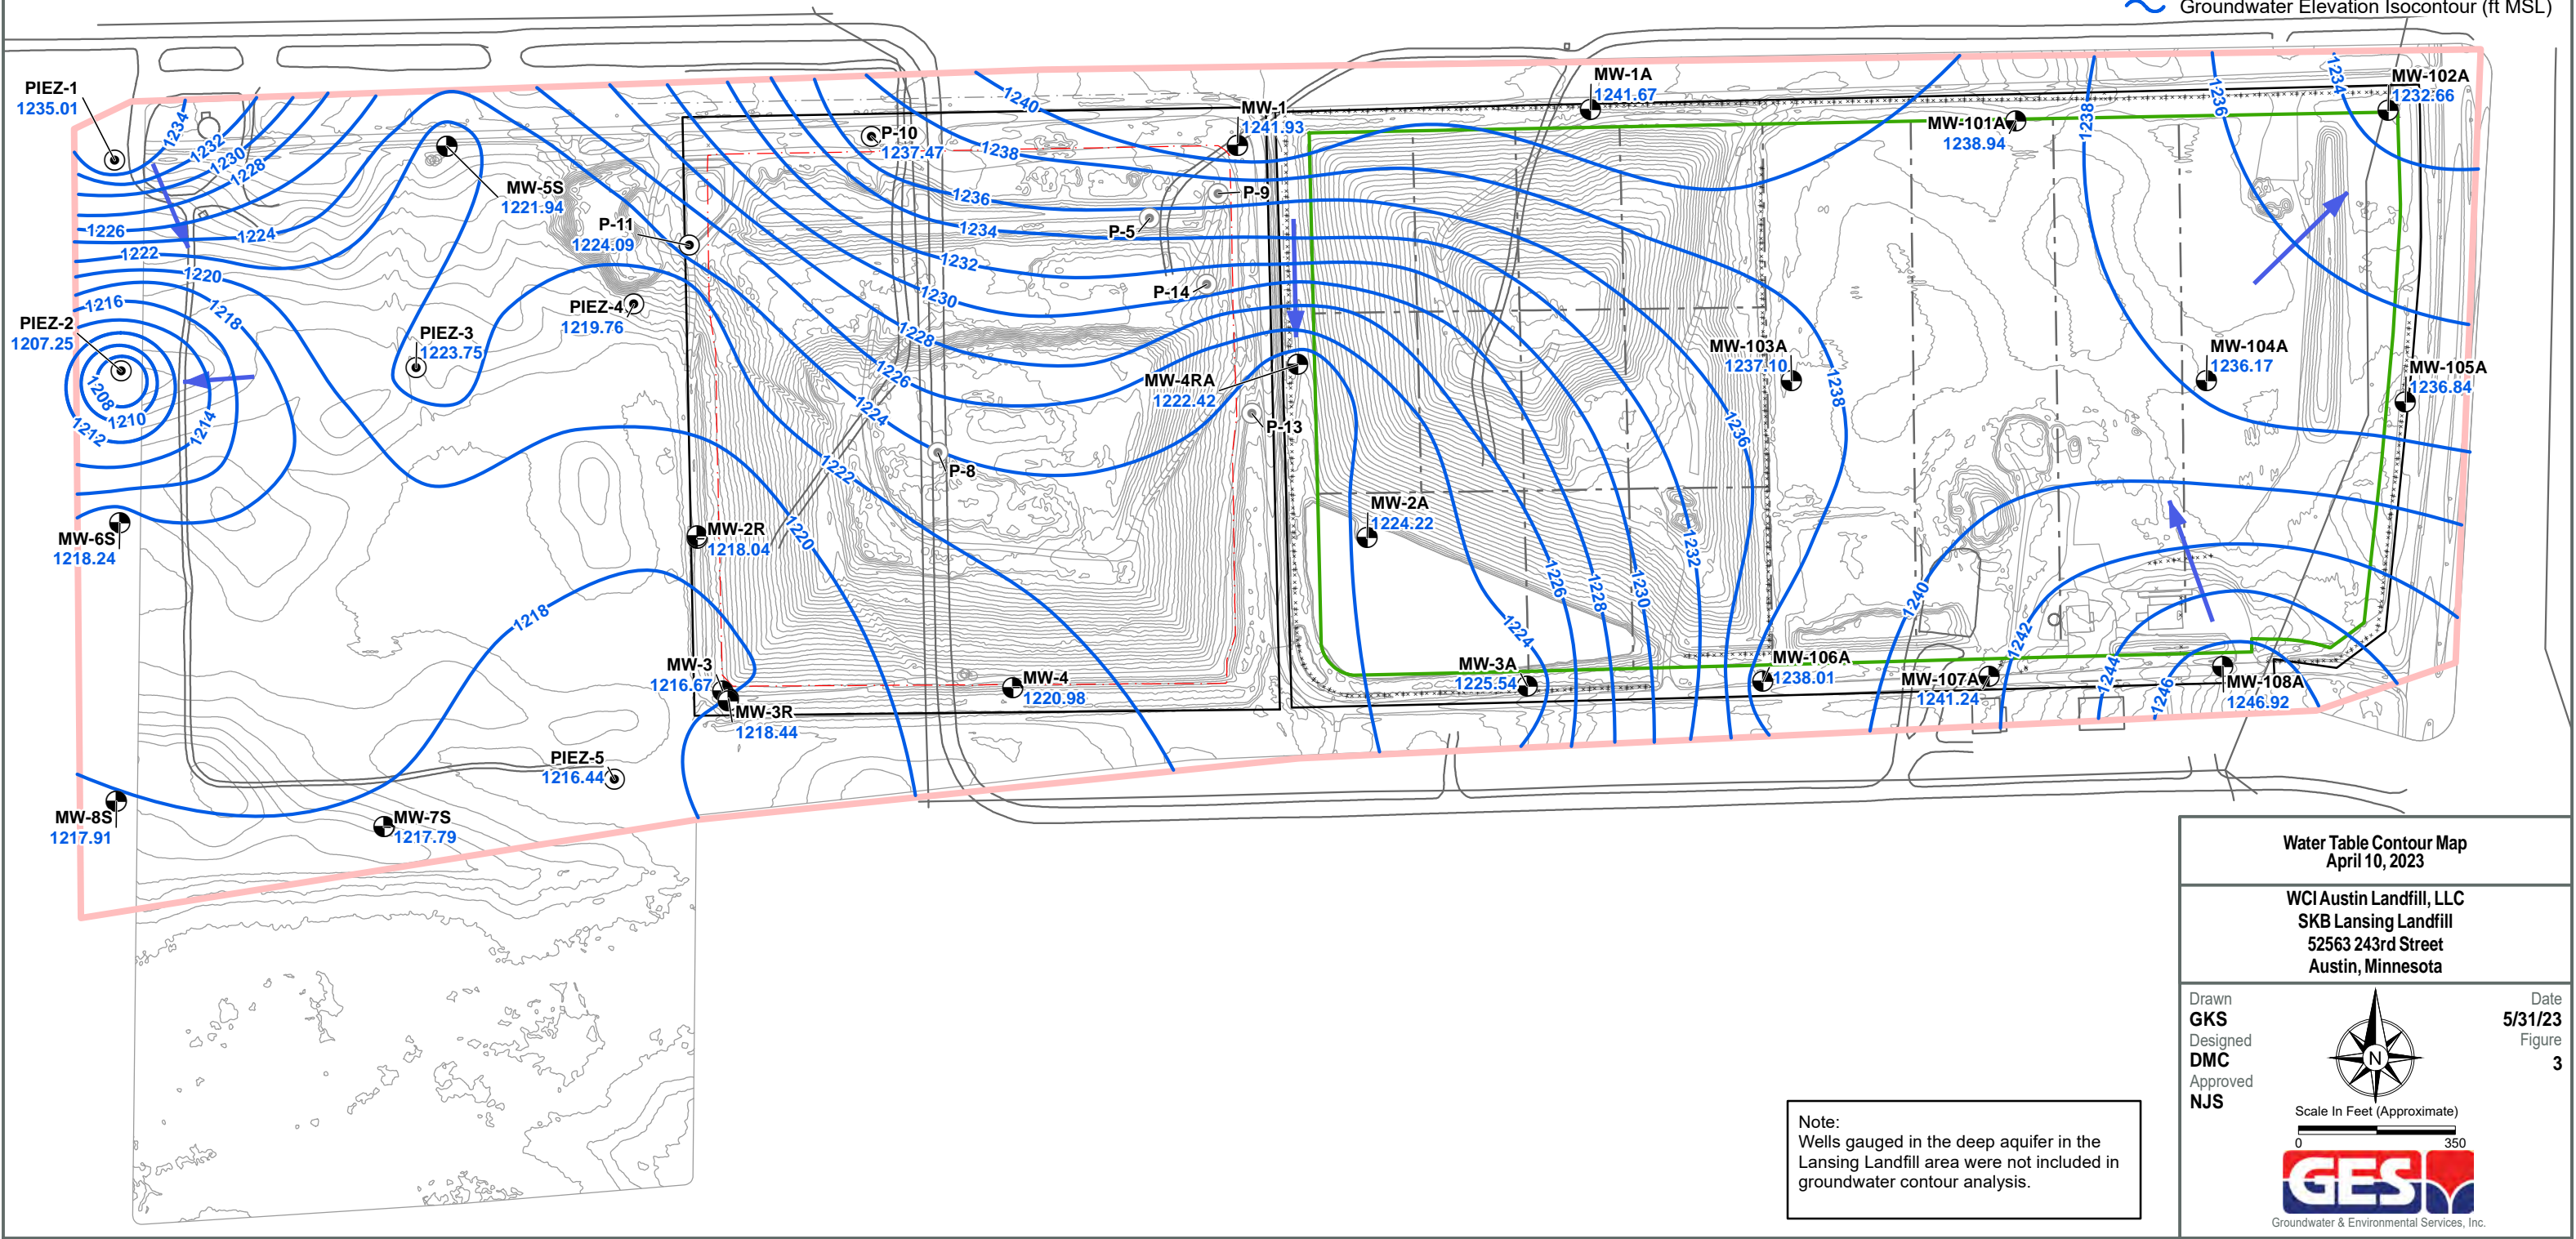 Groundwater Elevation Isocontour (ft MSL)
PIEZ-1
1235.01
1234
1232
1230
1228
1226
1224
1222
1220
1218
1216
1214
1212
1210
1208
PIEZ-2
1207.25
MW-5S
1221.94
P-11
1224.09
PIEZ-4
1219.76
PIEZ-3
1223.75
MW-6S
1218.24
MW-8S
1217.91
MW-7S
1217.79
PIEZ-5
1216.44
1218
MW-2R
1218.04
MW-3
1216.67
MW-3R
1218.44
MW-4
1220.98
P-10
1237.47
1240
1238
1236
1234
1232
1230
1228
1226
1224
1222
1220
MW-1
1241.93
P-9
P-5
P-14
MW-4RA
1222.42
P-13
P-8
MW-1A
1241.67
MW-101A
1238.94
1238
1236
1234
MW-102A
1232.66
MW-103A
1237.10
1238
1236
MW-104A
1236.17
MW-105A
1236.84
MW-2A
1224.22
1232
1230
1228
1226
1224
MW-3A
1225.54
MW-106A
1238.01
1240
1242
1244
1246
MW-107A
1241.24
MW-108A
1246.92
Water Table Contour Map
April 10, 2023
WCI Austin Landfill, LLC
SKB Lansing Landfill
52563 243rd Street
Austin, Minnesota
Drawn
GKS
Designed
DMC
Approved
NJS
Date
5/31/23
Figure
3
N
Scale In Feet (Approximate)
0 350
GES
Groundwater & Environmental Services, Inc.
Note:
Wells gauged in the deep aquifer in the
Lansing Landfill area were not included in
groundwater contour analysis.